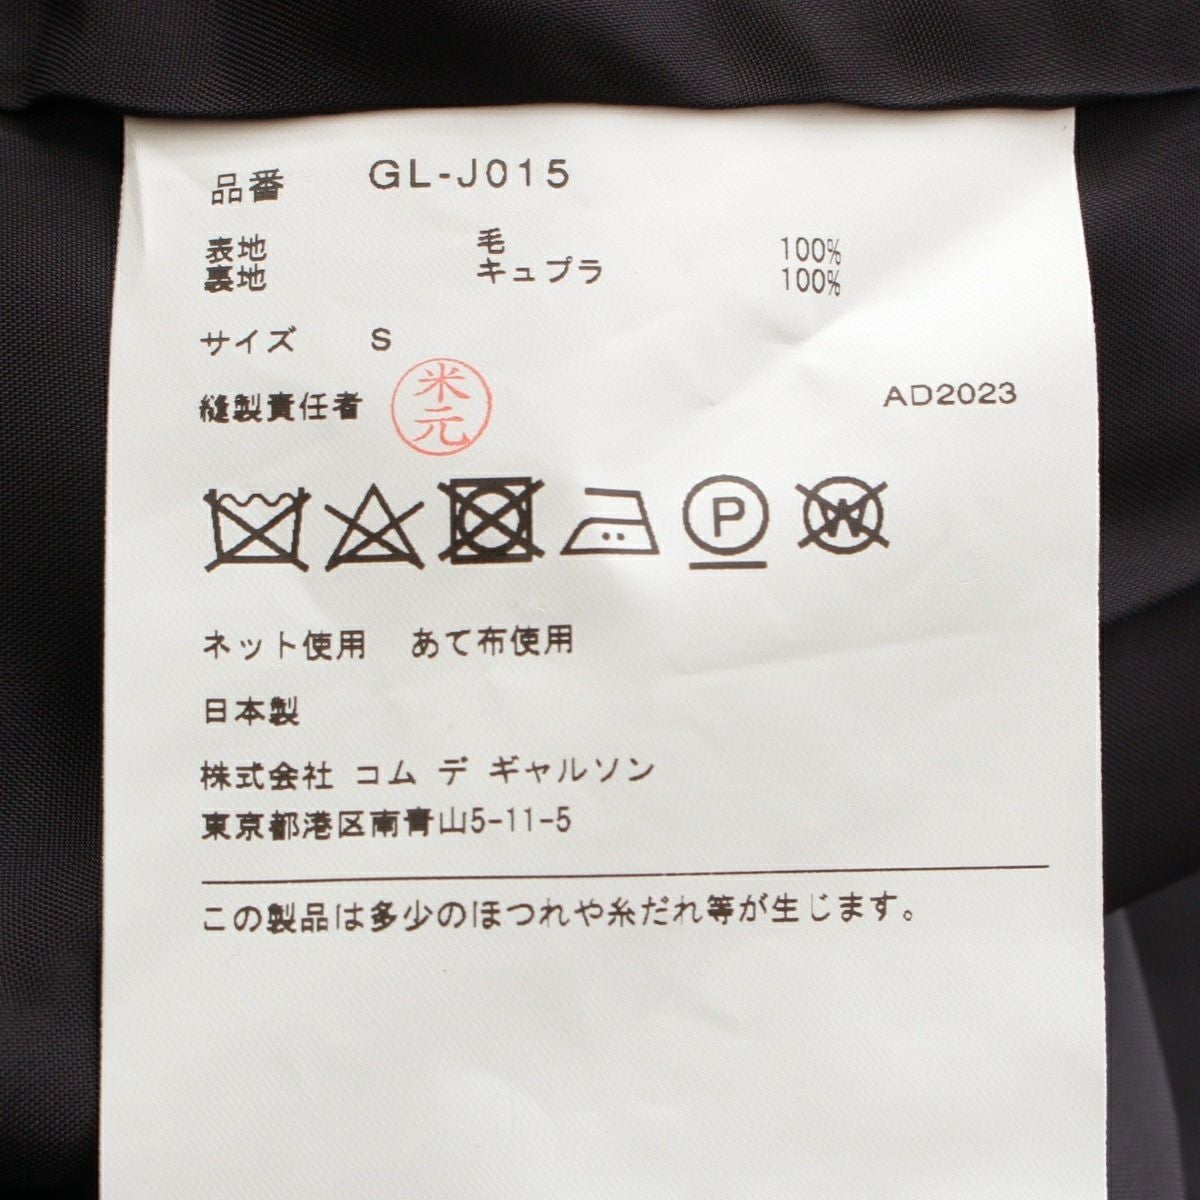 品番 GL-J015
表地 毛 100%
裏地 キュプラ 100%
サイズ S
縫製責任者 米元
AD2023
P W
ネット使用 あて布使用
日本製
株式会社 コム デ ギャルソン
東京都港区南青山5-11-5
この製品は多少のほつれや糸だれ等が生じます。